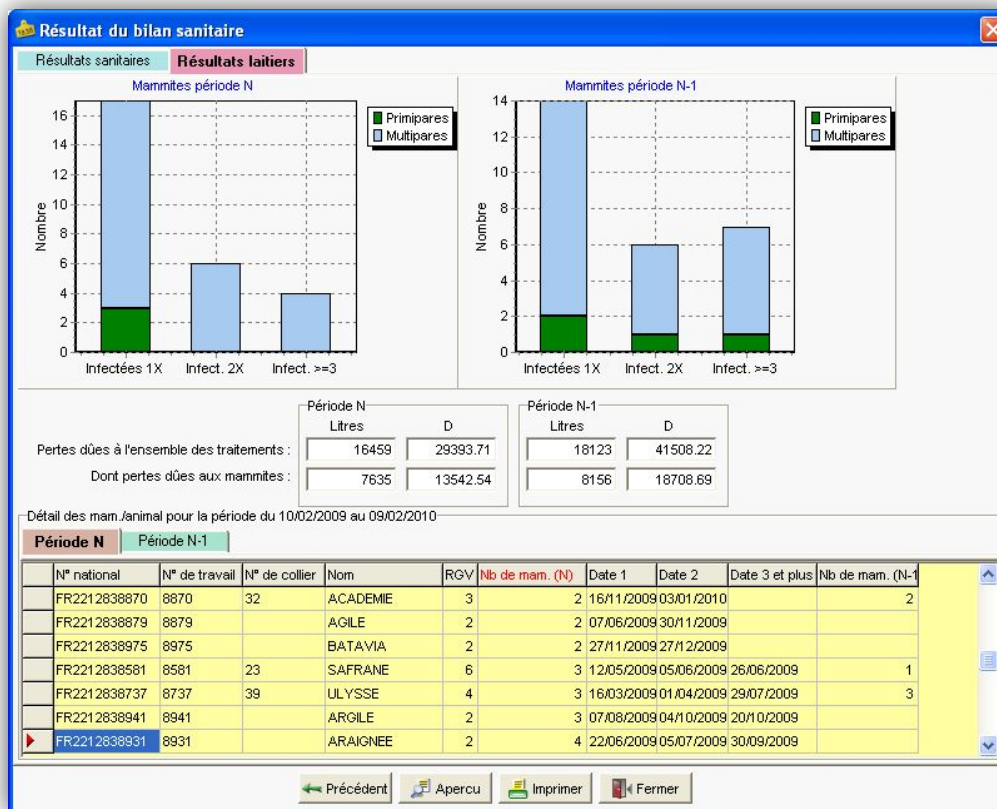 Résultat du bilan sanitaire
Résultats sanitaires Résultats laitiers
Mammites période N
Nombre
16
14
12
10
8
6
4
2
0
Infectées 1X Infect. 2X Infect. >=3
Primipares
Multipares
Mammites période N-1
Nombre
14
12
10
8
6
4
2
0
Infectées 1X Infect. 2X Infect. >=3
Primipares
Multipares
Période N Période N-1
Litres D Litres D
Pertes dûes à l'ensemble des traitements : 16459 29393.71 18123 41508.22
Dont pertes dûes aux mammites : 7635 13542.54 8156 18708.69
Détail des mam./animal pour la période du 10/02/2009 au 09/02/2010
Période N Période N-1
N° national N° de travail N° de collier Nom RGV Nb de mam. (N) Date 1 Date 2 Date 3 et plus Nb de mam. (N-1
FR2212838870 8870 32 ACADEMIE 3 2 16/11/2009 03/01/2010 2
FR2212838879 8879 AGILE 2 2 07/06/2009 30/11/2009
FR2212838975 8975 BATAVIA 2 2 27/11/2009 27/12/2009
FR2212838581 8581 23 SAFRANE 6 3 12/05/2009 05/06/2009 26/06/2009 1
FR2212838737 8737 39 ULYSSE 4 3 16/03/2009 01/04/2009 29/07/2009 3
FR2212838941 8941 ARGILE 2 3 07/08/2009 04/10/2009 20/10/2009
FR2212838931 8931 ARAIGNEE 2 4 22/06/2009 05/07/2009 30/09/2009
Précédent Apercu Imprimer Fermer